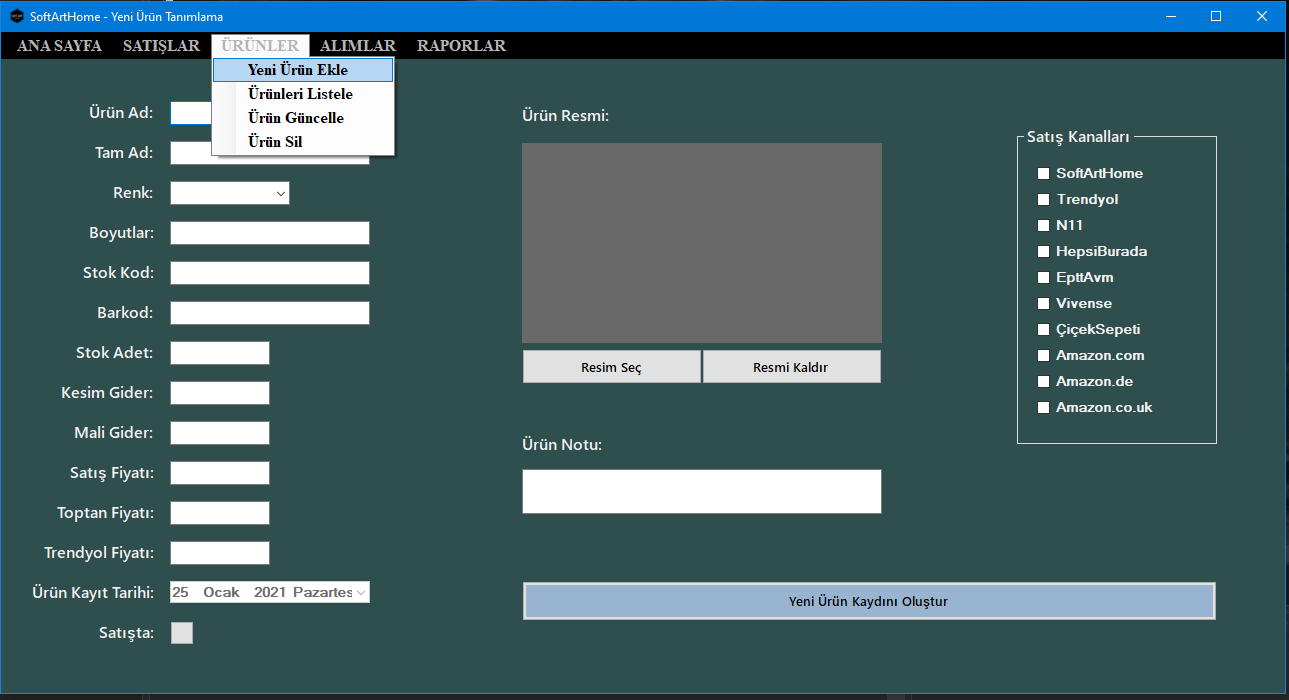 SoftArtHome - Yeni Ürün Tanımlama
ANA SAYFA SATIŞLAR ÜRÜNLER ALIMLAR RAPORLAR
Yeni Ürün Ekle
Ürünleri Listele
Ürün Güncelle
Ürün Sil
Ürün Ad:
Tam Ad:
Renk:
Boyutlar:
Stok Kod:
Barkod:
Stok Adet:
Kesim Gider:
Mali Gider:
Satış Fiyatı:
Toptan Fiyatı:
Trendyol Fiyatı:
Ürün Kayıt Tarihi: 25 Ocak 2021 Pazartes
Satışta:
Ürün Resmi:
Resim Seç Resmi Kaldır
Ürün Notu:
Yeni Ürün Kaydını Oluştur
Satış Kanalları
SoftArtHome
Trendyol
N11
HepsiBurada
EpttAvm
Vivense
ÇiçekSepeti
Amazon.com
Amazon.de
Amazon.co.uk